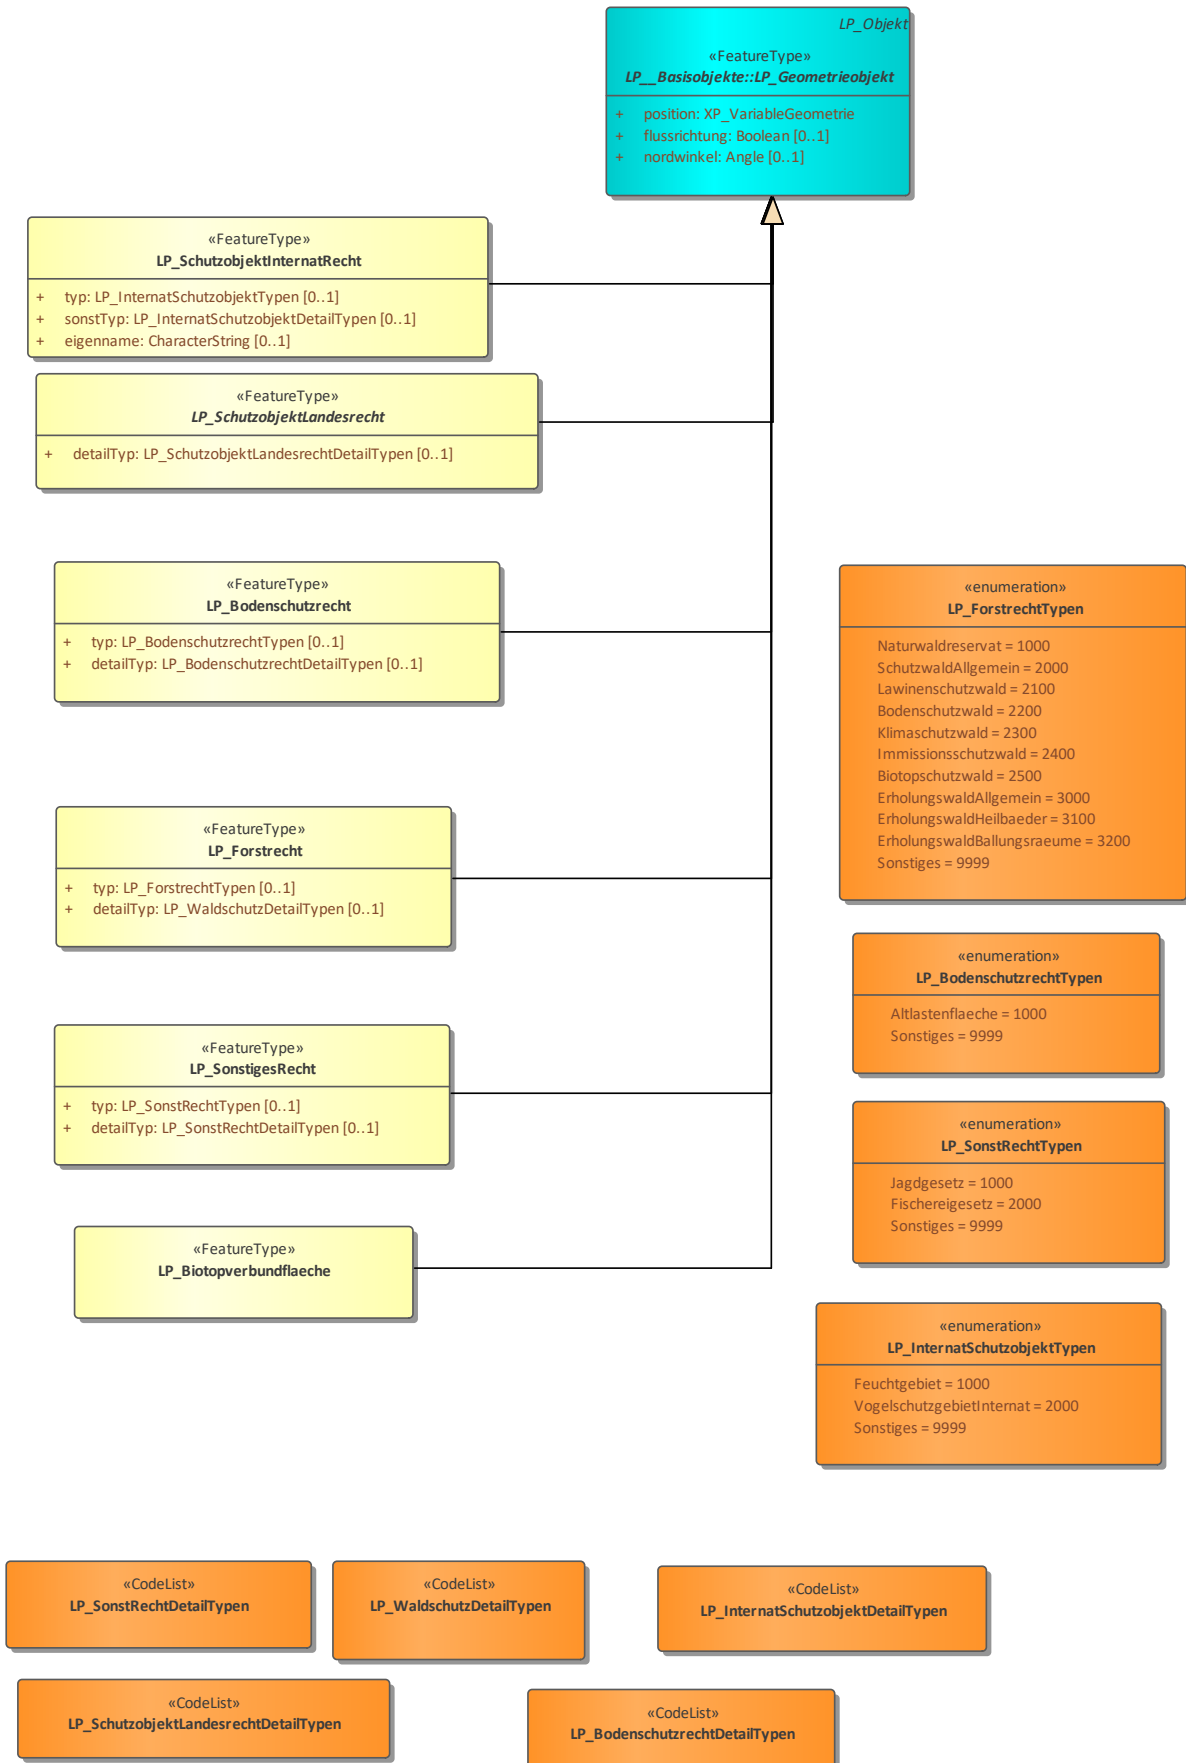 LP_Objekt
«FeatureType»
LP__Basisobjekte::LP_Geometrieobjekt
+ position: XP_VariableGeometrie
+ flussrichtung: Boolean [0..1]
+ nordwinkel: Angle [0..1]
«FeatureType»
LP_SchutzobjektInternatRecht
+ typ: LP_InternatSchutzobjektTypen [0..1]
+ sonstTyp: LP_InternatSchutzobjektDetailTypen [0..1]
+ eigenname: CharacterString [0..1]
«FeatureType»
LP_SchutzobjektLandesrecht
+ detailTyp: LP_SchutzobjektLandesrechtDetailTypen [0..1]
«FeatureType»
LP_Bodenschutzrecht
+ typ: LP_BodenschutzrechtTypen [0..1]
+ detailTyp: LP_BodenschutzrechtDetailTypen [0..1]
«FeatureType»
LP_Forstrecht
+ typ: LP_ForstrechtTypen [0..1]
+ detailTyp: LP_WaldschutzDetailTypen [0..1]
«FeatureType»
LP_SonstigesRecht
+ typ: LP_SonstRechtTypen [0..1]
+ detailTyp: LP_SonstRechtDetailTypen [0..1]
«FeatureType»
LP_Biotopverbundflaeche
«enumeration»
LP_ForstrechtTypen
Naturwaldreservat = 1000
SchutzwaldAllgemein = 2000
Lawinenschutzwald = 2100
Bodenschutzwald = 2200
Klimaschutzwald = 2300
Immissionsschutzwald = 2400
Biotopschutzwald = 2500
ErholungswaldAllgemein = 3000
ErholungswaldHeilbaeder = 3100
ErholungswaldBallungsraeume = 3200
Sonstiges = 9999
«enumeration»
LP_BodenschutzrechtTypen
Altlastenflaeche = 1000
Sonstiges = 9999
«enumeration»
LP_SonstRechtTypen
Jagdgesetz = 1000
Fischereigesetz = 2000
Sonstiges = 9999
«enumeration»
LP_InternatSchutzobjektTypen
Feuchtgebiet = 1000
VogelschutzgebietInternat = 2000
Sonstiges = 9999
«CodeList»
LP_SonstRechtDetailTypen
«CodeList»
LP_WaldschutzDetailTypen
«CodeList»
LP_InternatSchutzobjektDetailTypen
«CodeList»
LP_SchutzobjektLandesrechtDetailTypen
«CodeList»
LP_BodenschutzrechtDetailTypen